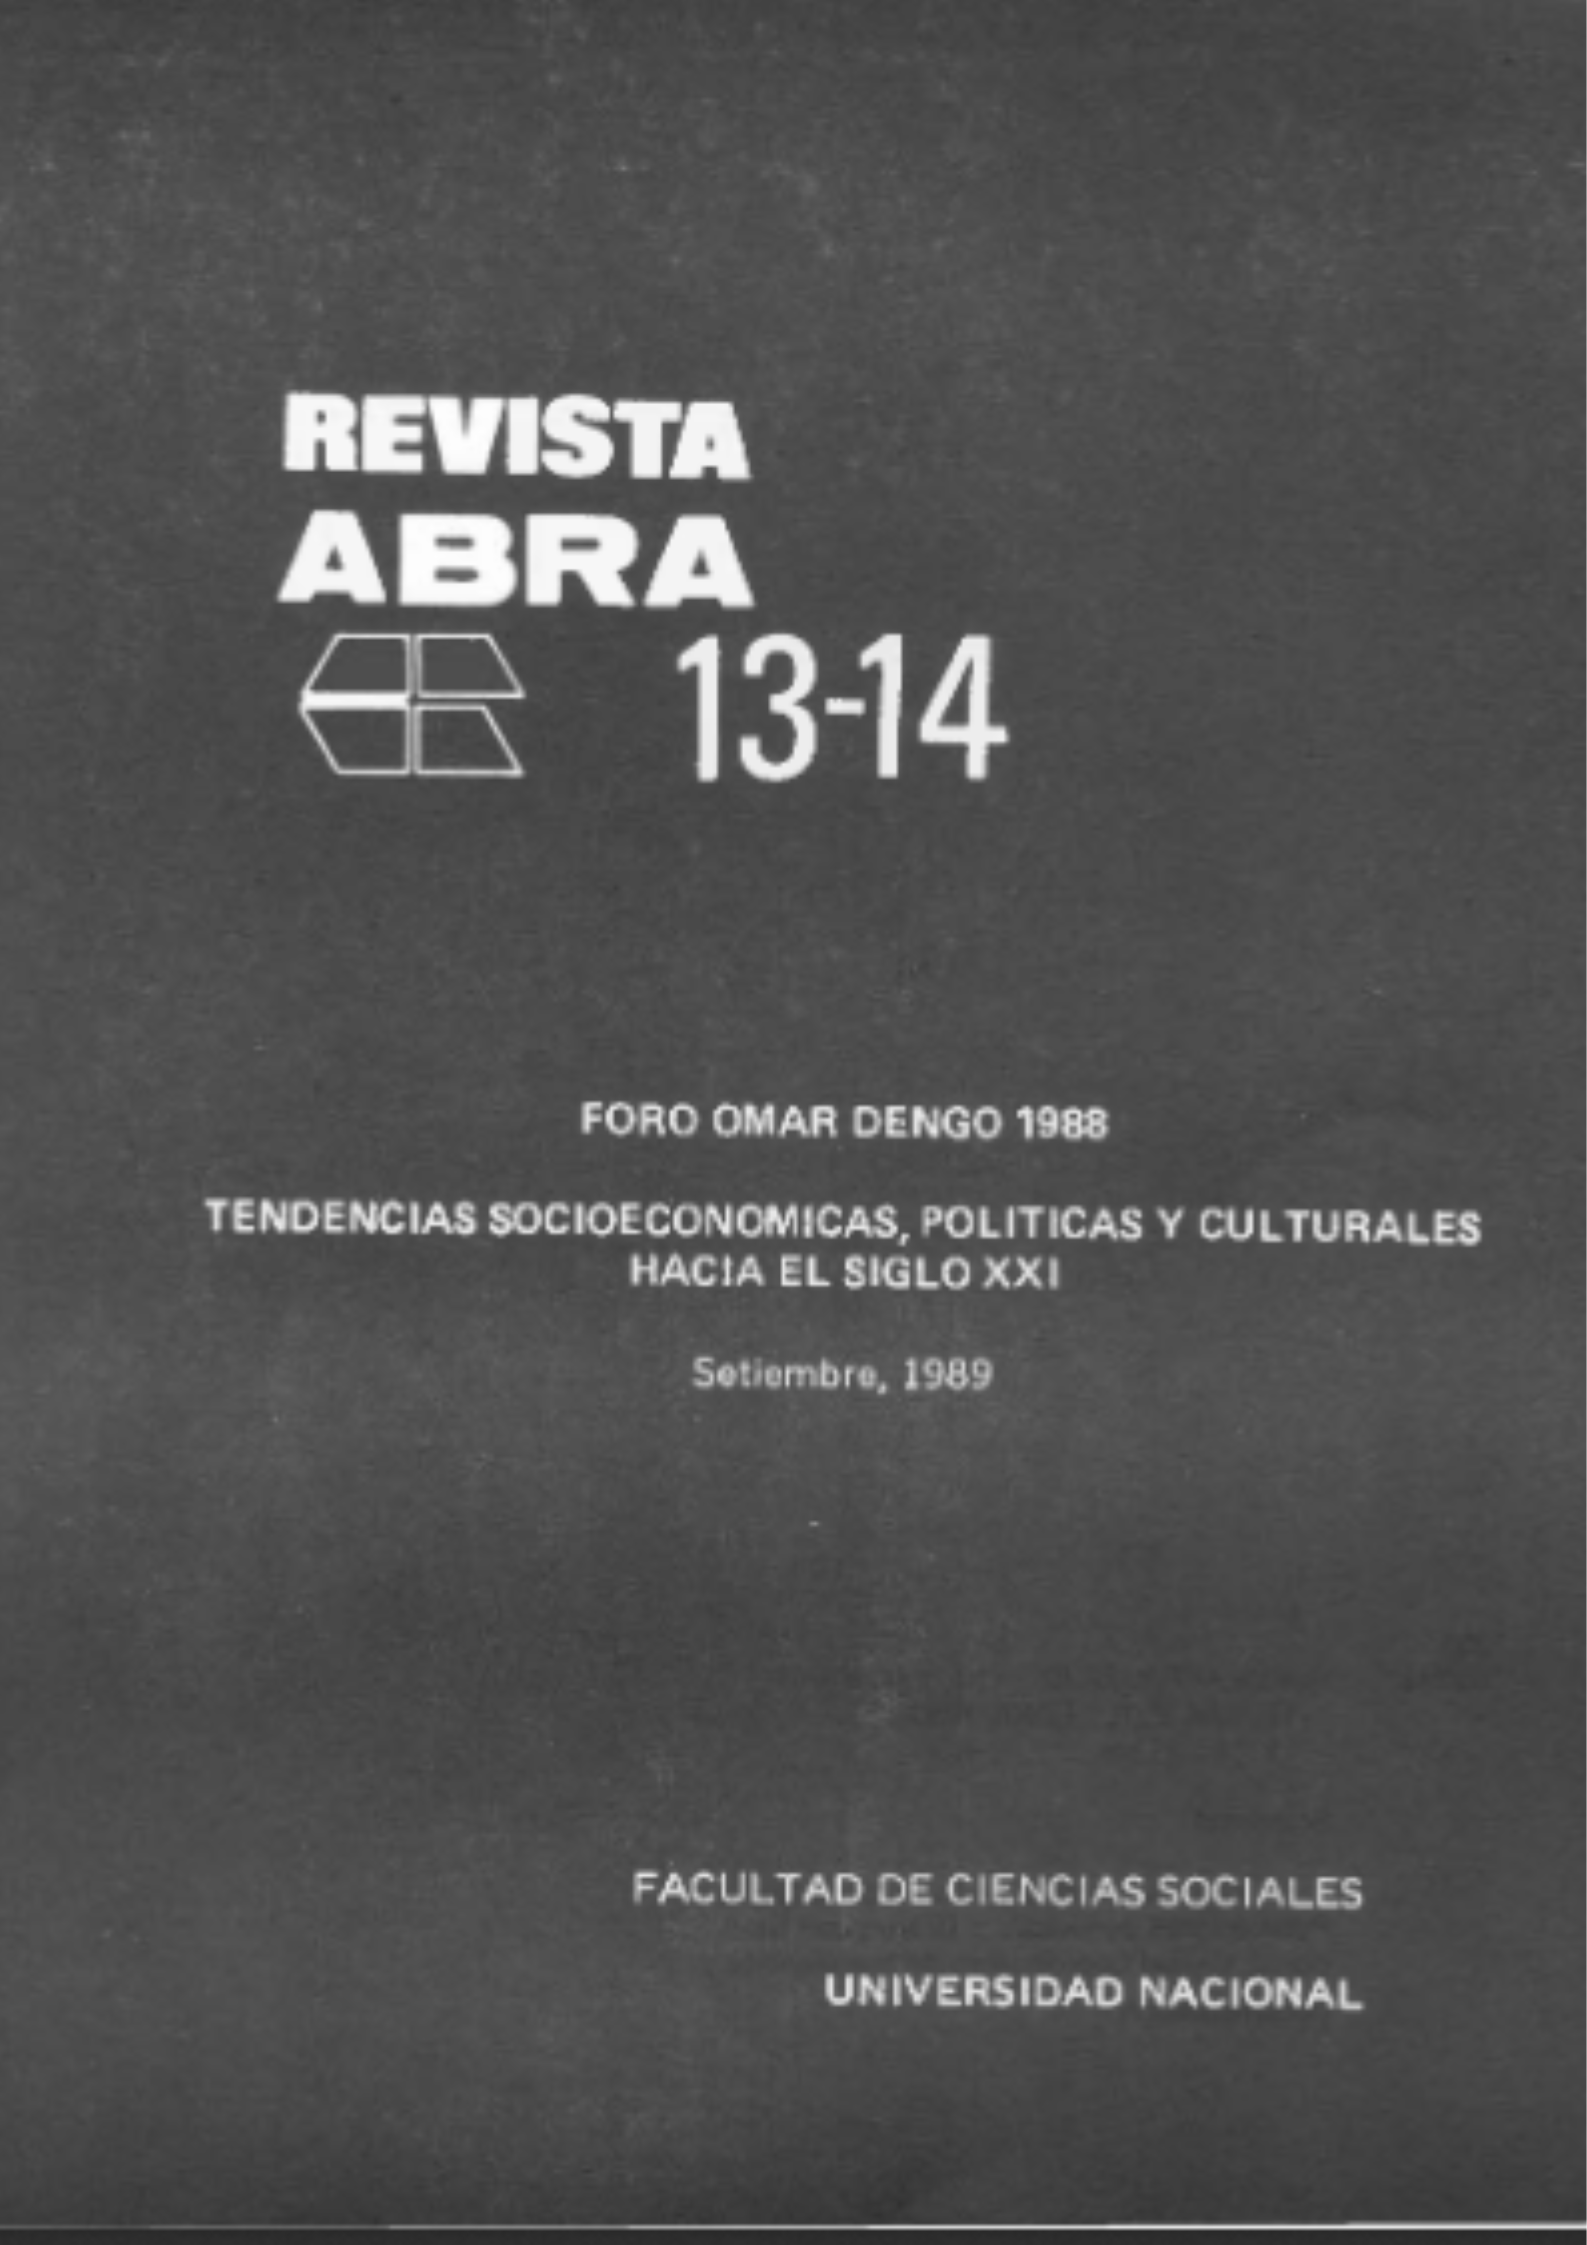 REVISTA
ABRA
13-14
FORO OMAR DENGO 1988
TENDENCIAS SOCIOECONOMICAS, POLITICAS Y CULTURALES
HACIA EL SIGLO XXI
Setiembre, 1989
FACULTAD DE CIENCIAS SOCIALES
UNIVERSIDAD NACIONAL